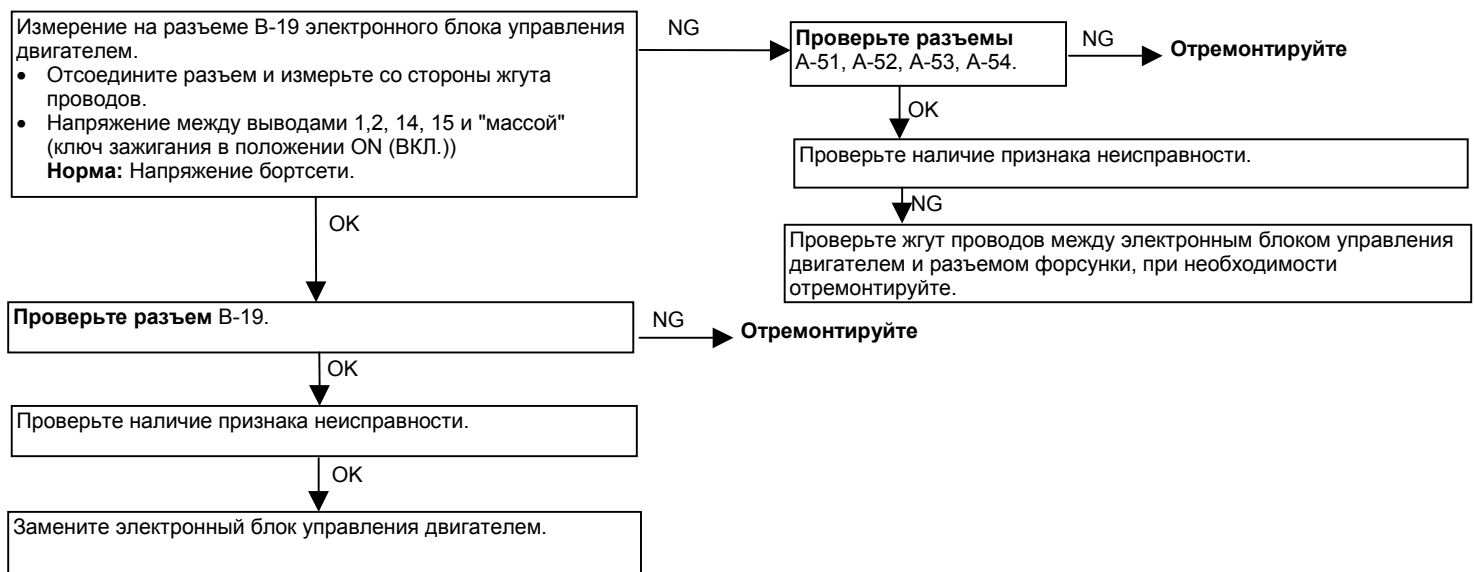 Измерение на разъеме B-19 электронного блока управления
двигателем.
• Отсоедините разъем и измерьте со стороны жгута
проводов.
• Напряжение между выводами 1,2, 14, 15 и "массой"
(ключ зажигания в положении ON (ВКЛ.))
Норма: Напряжение бортсети.
NG
Проверьте разъемы
A-51, A-52, A-53, A-54.
NG
Отремонтируйте
OK
Проверьте наличие признака неисправности.
NG
Проверьте жгут проводов между электронным блоком управления
двигателем и разъемом форсунки, при необходимости
отремонтируйте.
OK
Проверьте разъем B-19.
NG
Отремонтируйте
OK
Проверьте наличие признака неисправности.
OK
Замените электронный блок управления двигателем.